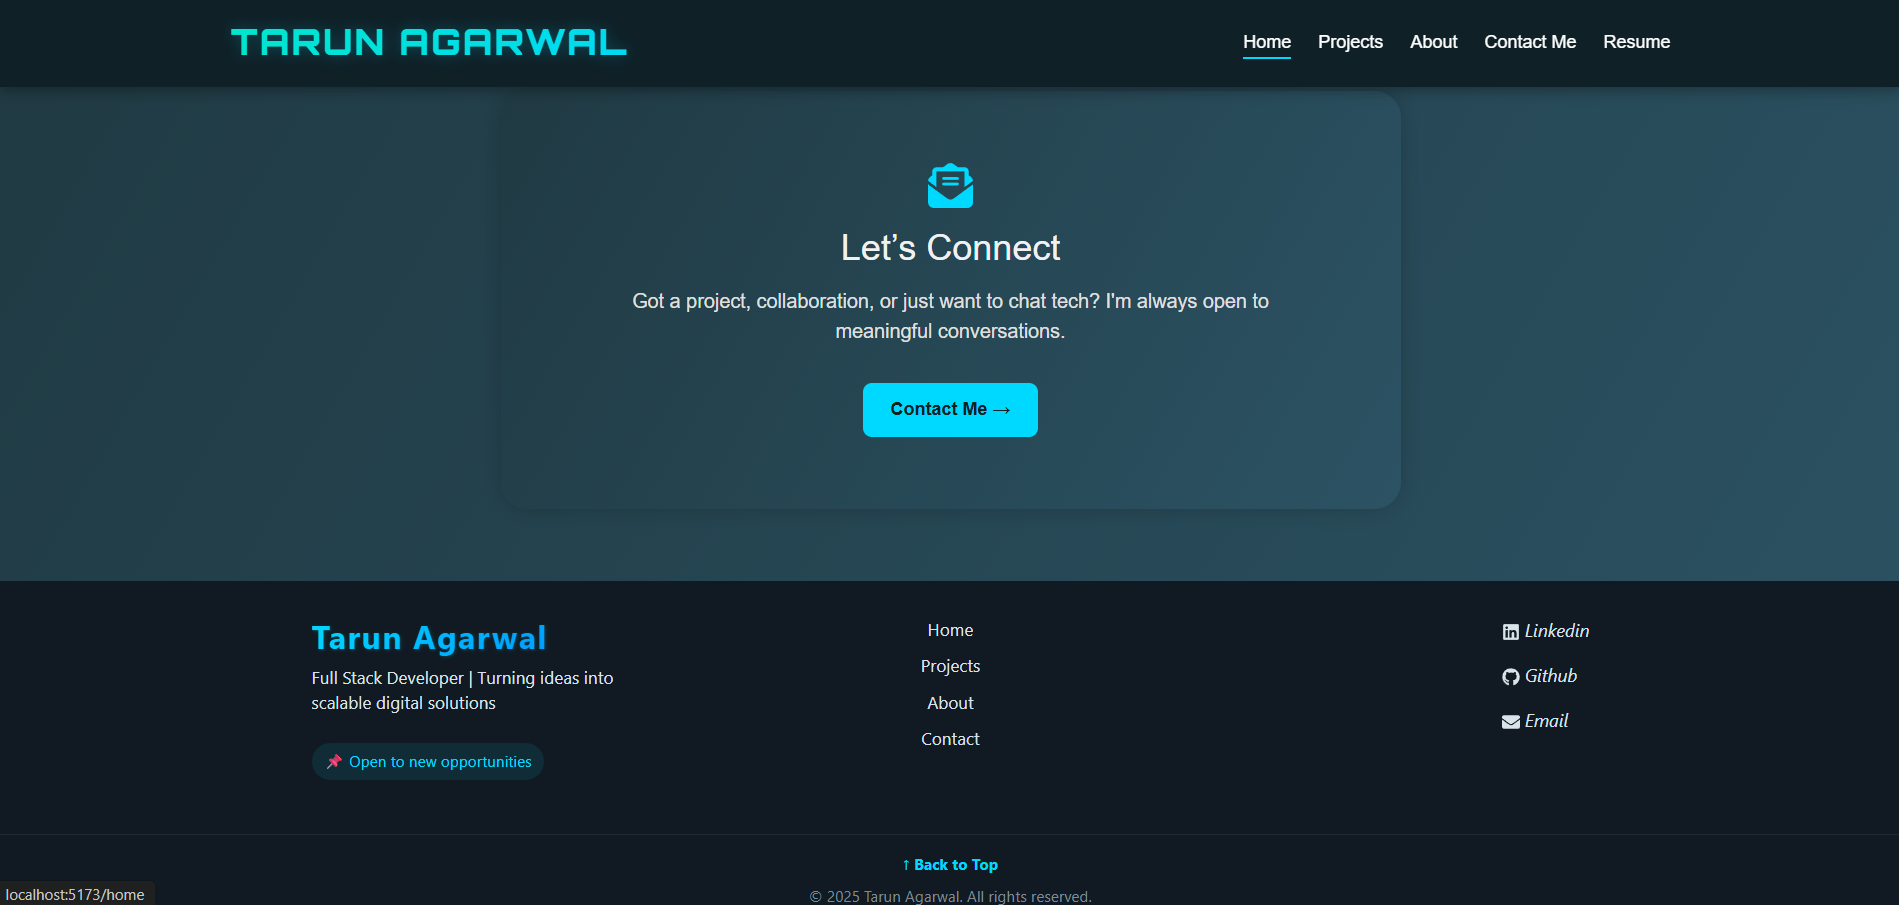 TARUN AGARWAL
Home Projects About Contact Me Resume
Let’s Connect
Got a project, collaboration, or just want to chat tech? I'm always open to
meaningful conversations.
Contact Me →
Tarun Agarwal
Full Stack Developer | Turning ideas into
scalable digital solutions
📌 Open to new opportunities
Home
Projects
About
Contact
Linkedin
Github
Email
↑ Back to Top
© 2025 Tarun Agarwal. All rights reserved.
localhost:5173/home